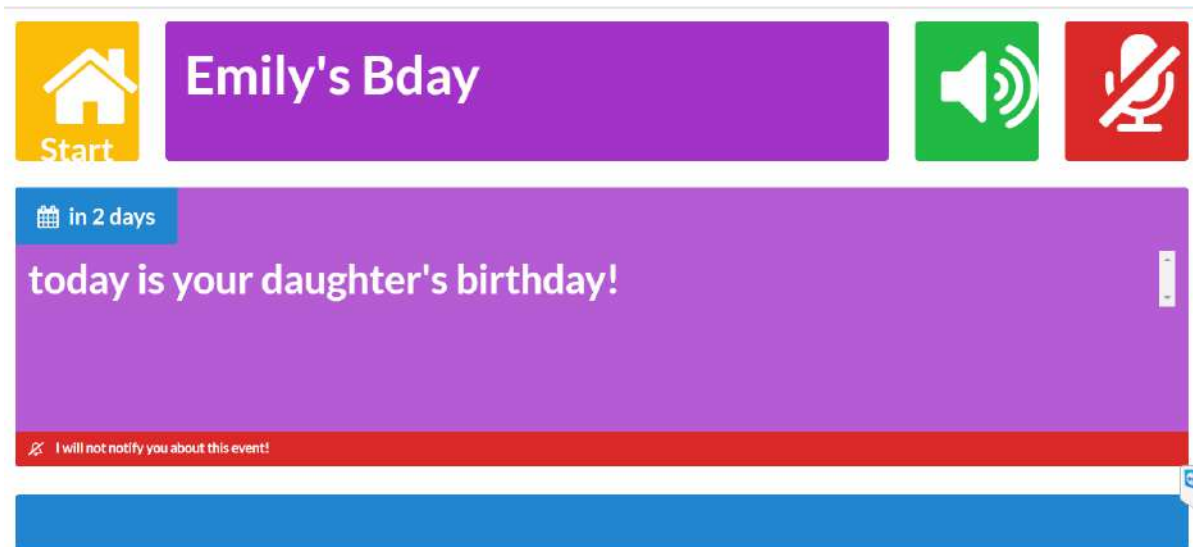 Emily's Bday
Start
in 2 days
today is your daughter's birthday!
I will not notify you about this event!